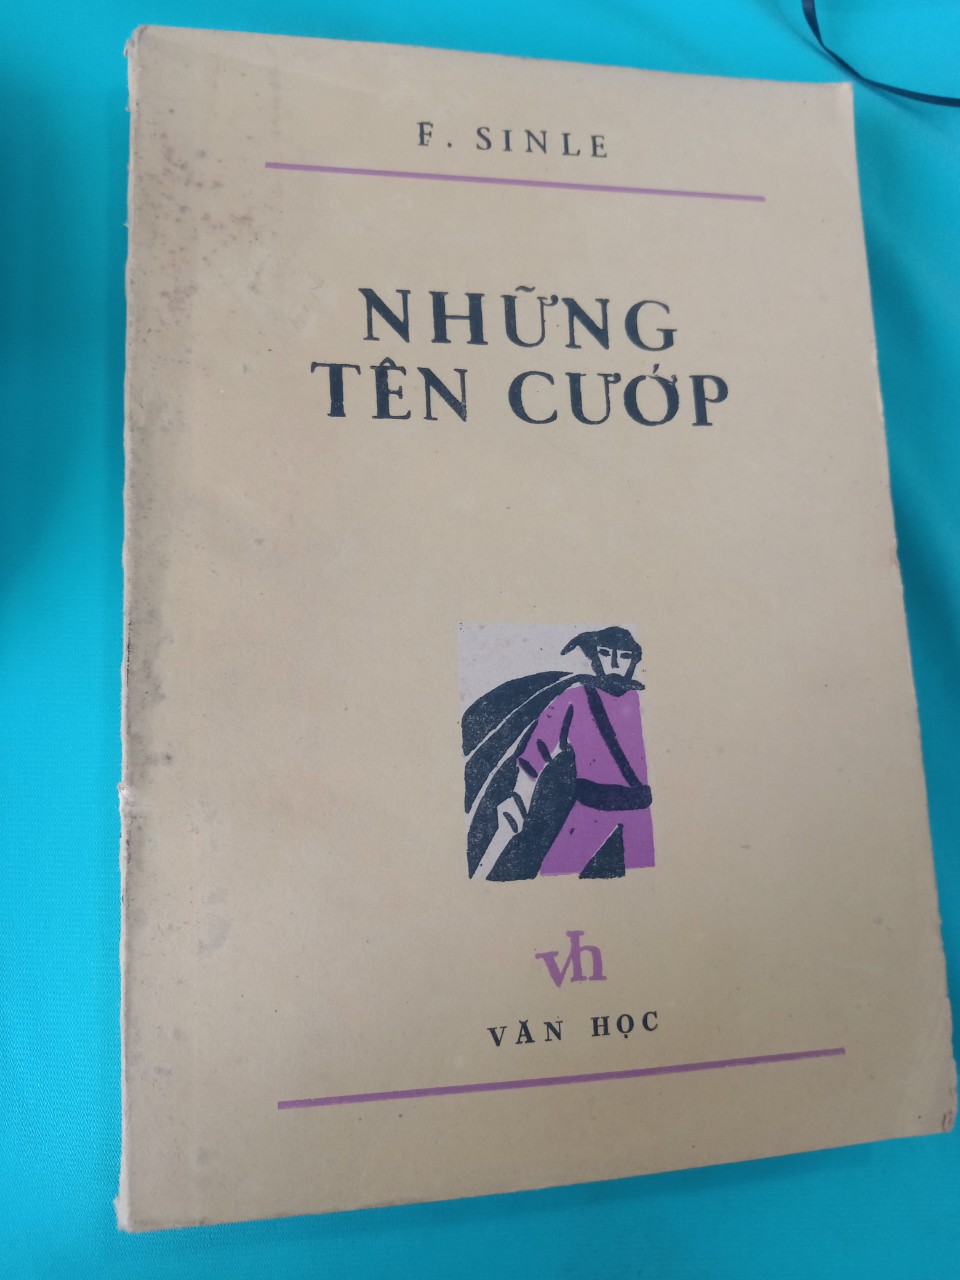 F. SINLE
NHỮNG
TÊN CƯỚP
vh
VĂN HỌC